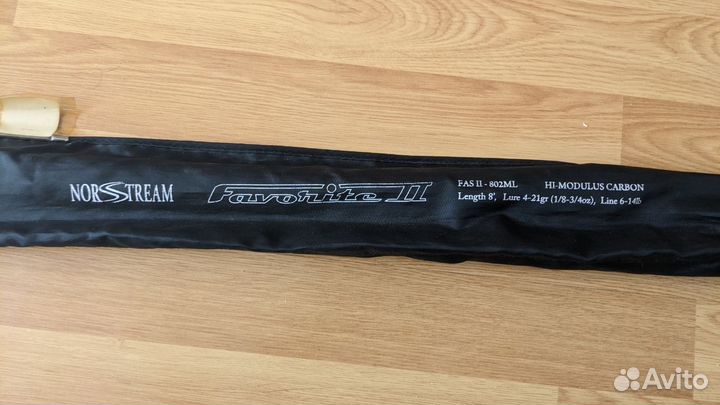 NORSTREAM
Favorite II
FAS II - 802ML HI-MODULUS CARBON
Length 8', Lure 4-21gr (1/8-3/4oz), Line 6-14lb
Avito